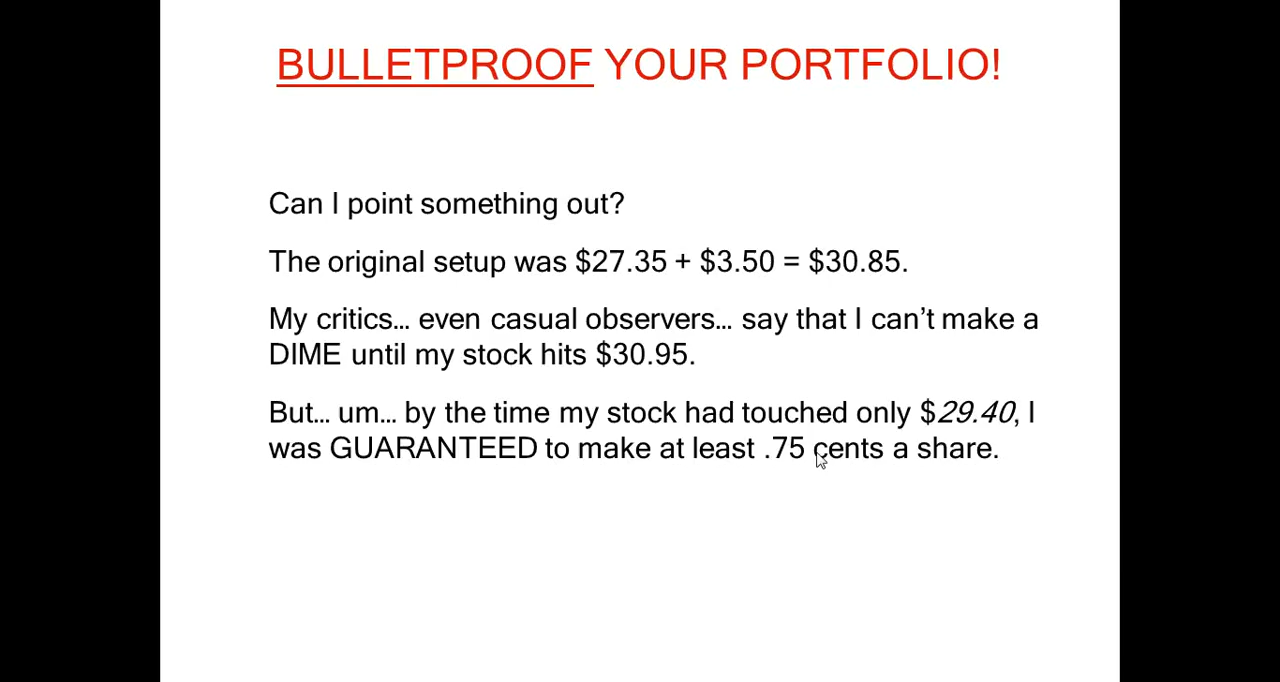 BULLETPROOF YOUR PORTFOLIO!
Can I point something out?
The original setup was $27.35 + $3.50 = $30.85.
My critics... even casual observers... say that I can't make a
DIME until my stock hits $30.95.
But... um... by the time my stock had touched only $29.40, I
was GUARANTEED to make at least .75 cents a share.